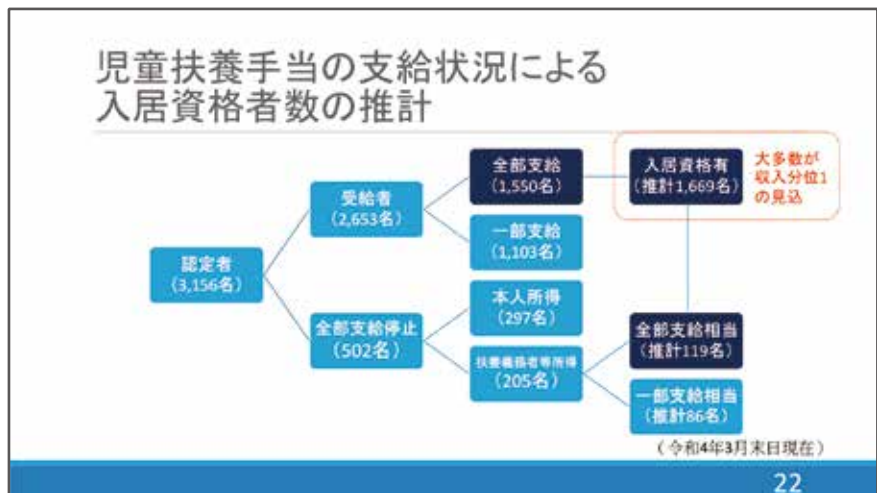 児童扶養手当の支給状況による
入居資格者数の推計
認定者
(3,156名)
受給者
(2,653名)
全部支給停止
(502名)
全部支給
(1,550名)
一部支給
(1,103名)
本人所得
(297名)
扶養義務者等所得
(205名)
入居資格有
(推計1,669名)
大多数が
収入分位1
の見込
全部支給相当
(推計119名)
一部支給相当
(推計86名)
(令和4年3月末日現在)
22